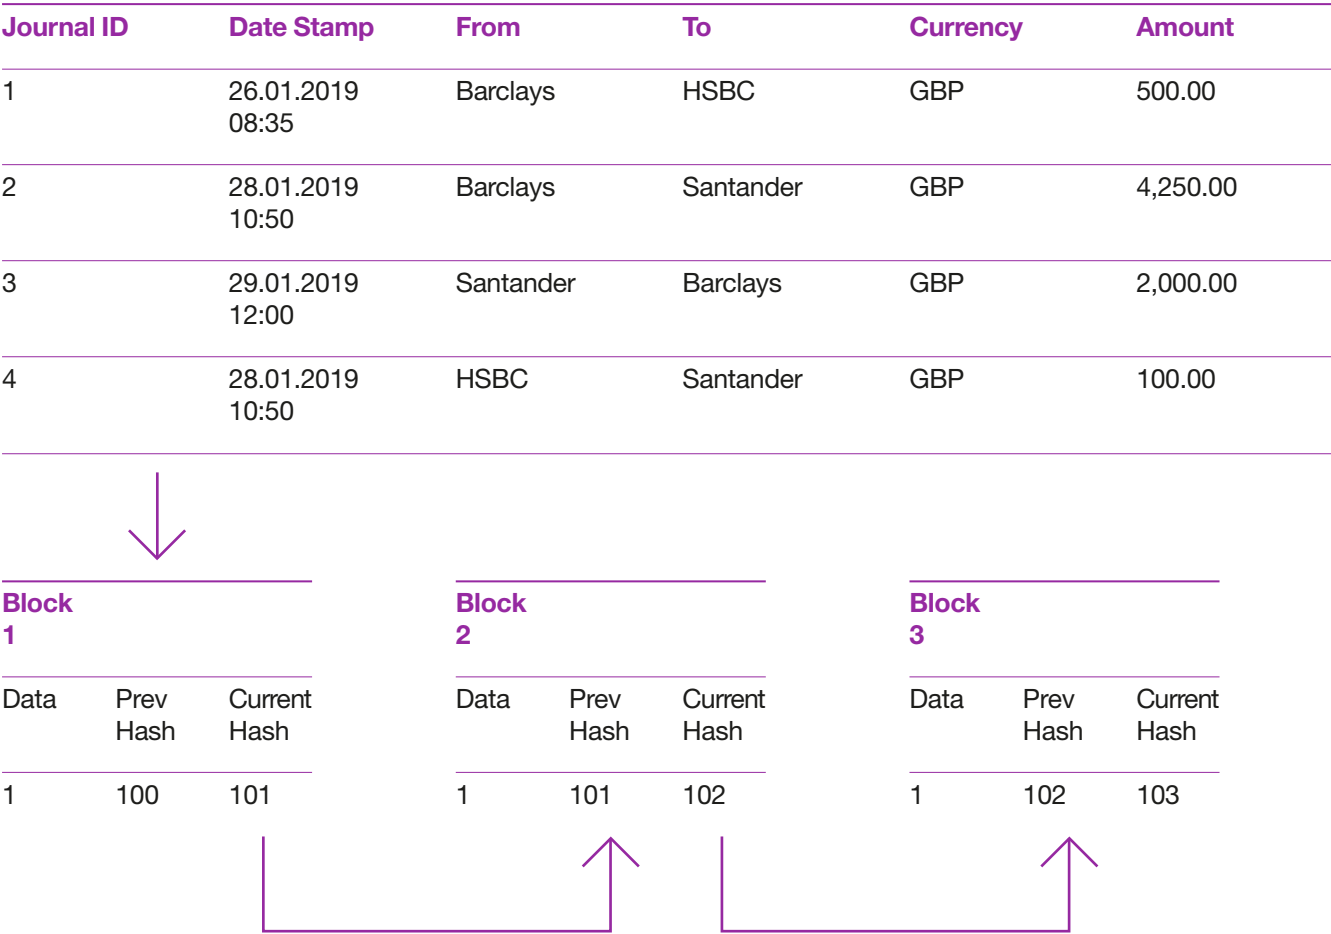 Journal ID Date Stamp From To Currency Amount
1 26.01.2019 Barclays HSBC GBP 500.00
08:35
2 28.01.2019 Barclays Santander GBP 4,250.00
10:50
3 29.01.2019 Santander Barclays GBP 2,000.00
12:00
4 28.01.2019 HSBC Santander GBP 100.00
10:50
Block Block Block
1 2 3
Data Prev Current Data Prev Current Data Prev Current
Hash Hash Hash Hash Hash Hash
1 100 101 1 101 102 1 102 103